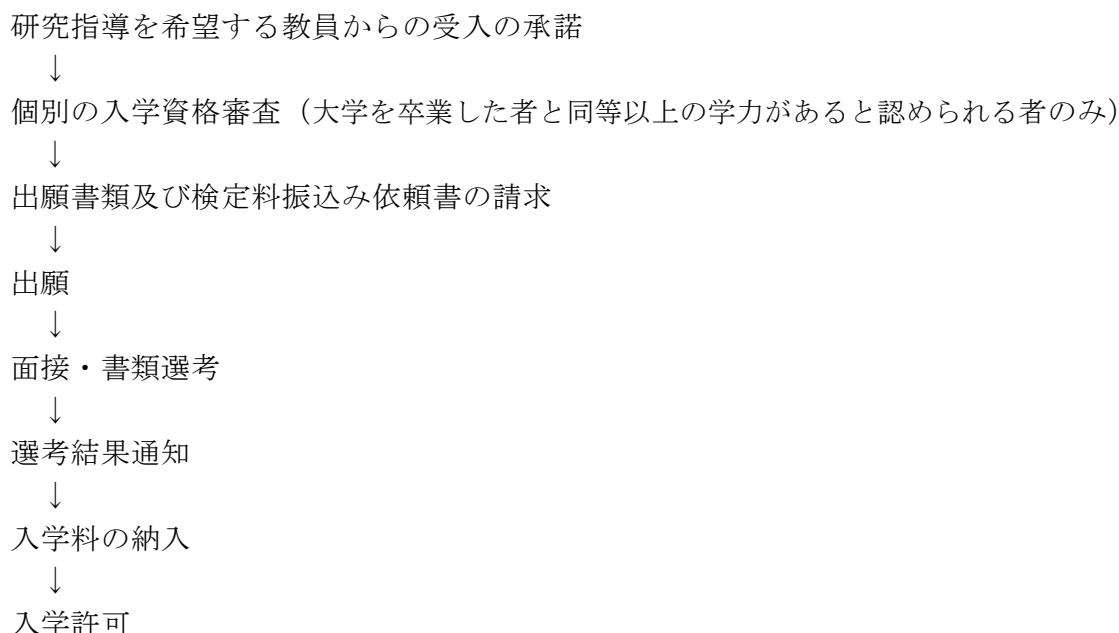 研究指導を希望する教員からの受入の承諾
↓
個別の入学資格審査（大学を卒業した者と同等以上の学力があると認められる者のみ）
↓
出願書類及び検定料振込み依頼書の請求
↓
出願
↓
面接・書類選考
↓
選考結果通知
↓
入学料の納入
↓
入学許可